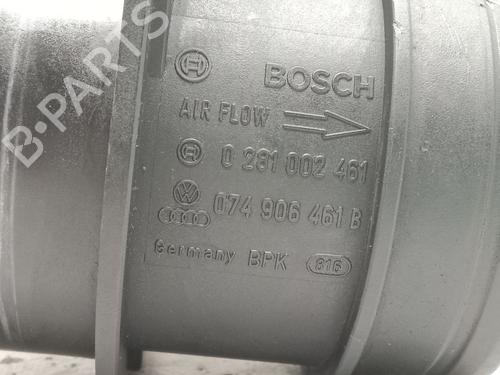 BOSCH
AIR FLOW
0 281 002 461
074 906 461 B
Germany BPK 816
B-PARTS